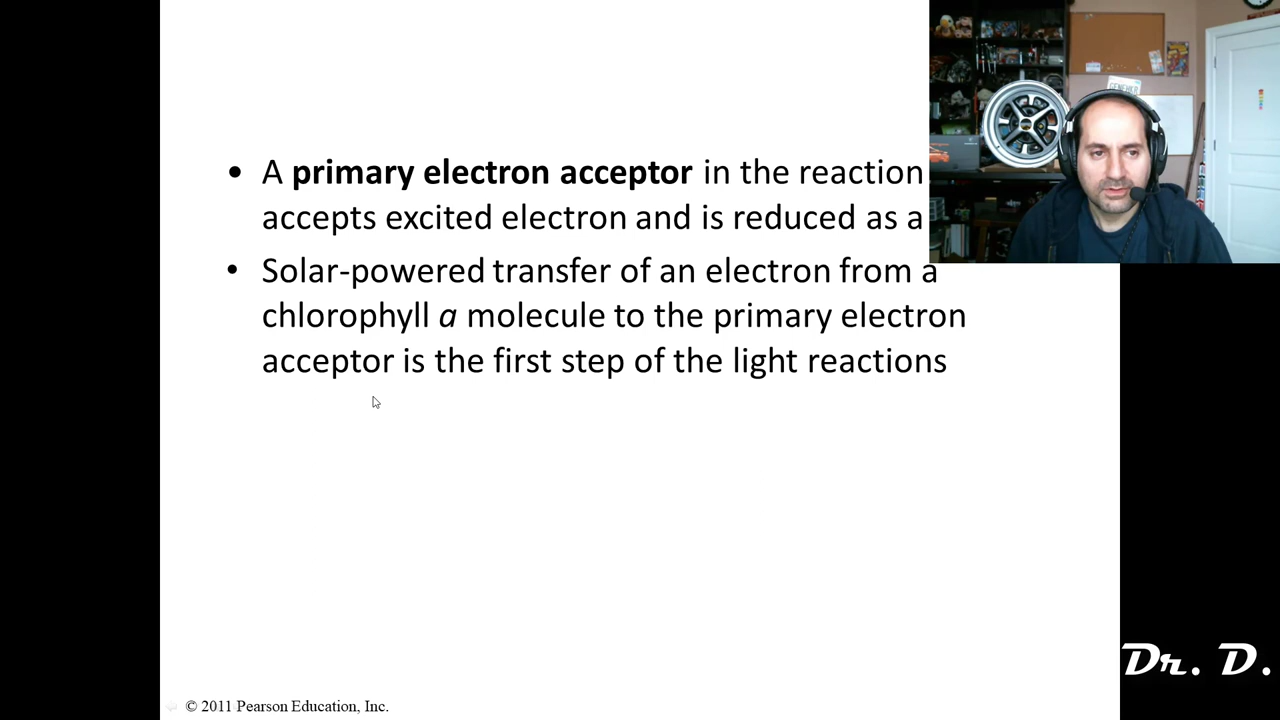 • A primary electron acceptor in the reaction
accepts excited electron and is reduced as a
• Solar-powered transfer of an electron from a
chlorophyll a molecule to the primary electron
acceptor is the first step of the light reactions
© 2011 Pearson Education, Inc.
Dr. D.